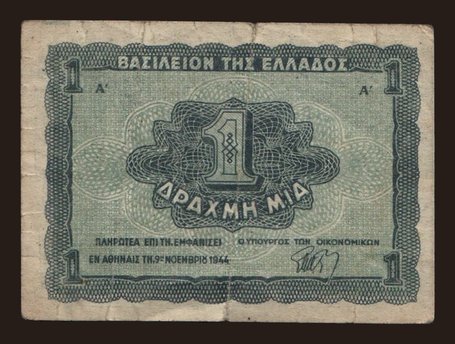 ΒΑΣΙΛΕΙΟΝ ΤΗΣ ΕΛΛΑΔΟΣ
1 1
Α' Α'
1
ΔΡΑΧΜΗ ΜΙΑ
ΠΛΗΡΩΤΕΑ ΕΠΙ ΤΗ, ΕΜΦΑΝΙΣΕΙ Ο ΥΠΟΥΡΓΟΣ ΤΩΝ ΟΙΚΟΝΟΜΙΚΩΝ
ΕΝ ΑΘΗΝΑΙΣ ΤΗ, 9ῃ ΝΟΕΜΒΡΙΟΥ 1944
1 1